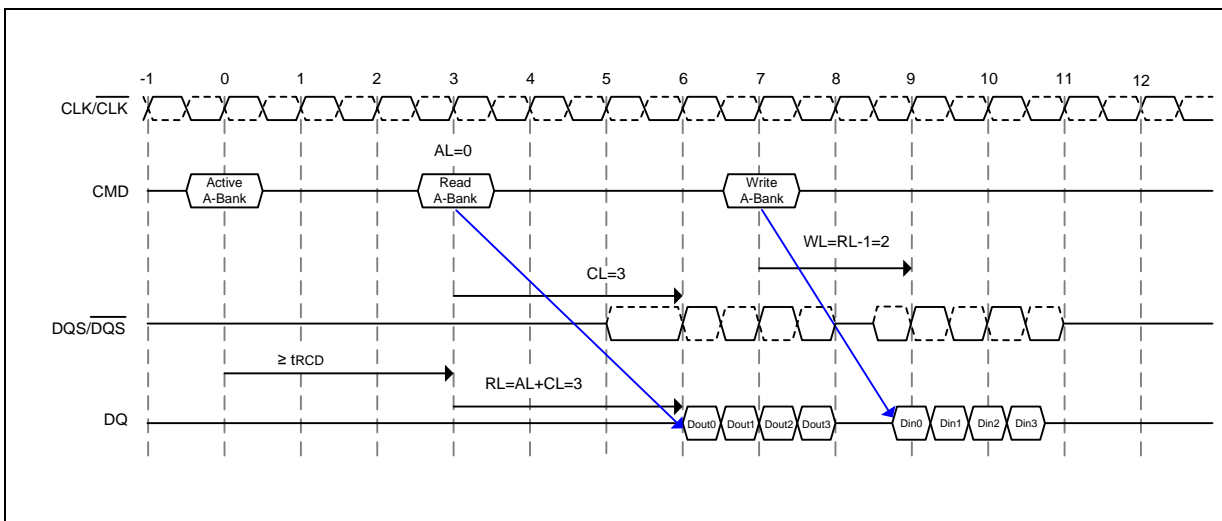 -1 0 1 2 3 4 5 6 7 8 9 10 11 12
CLK/C̅L̅K̅
AL=0
CMD
Active
A-Bank
Read
A-Bank
Write
A-Bank
WL=RL-1=2
CL=3
DQS/D̅Q̅S̅
≥ tRCD
RL=AL+CL=3
DQ
Dout0 Dout1 Dout2 Dout3 Din0 Din1 Din2 Din3